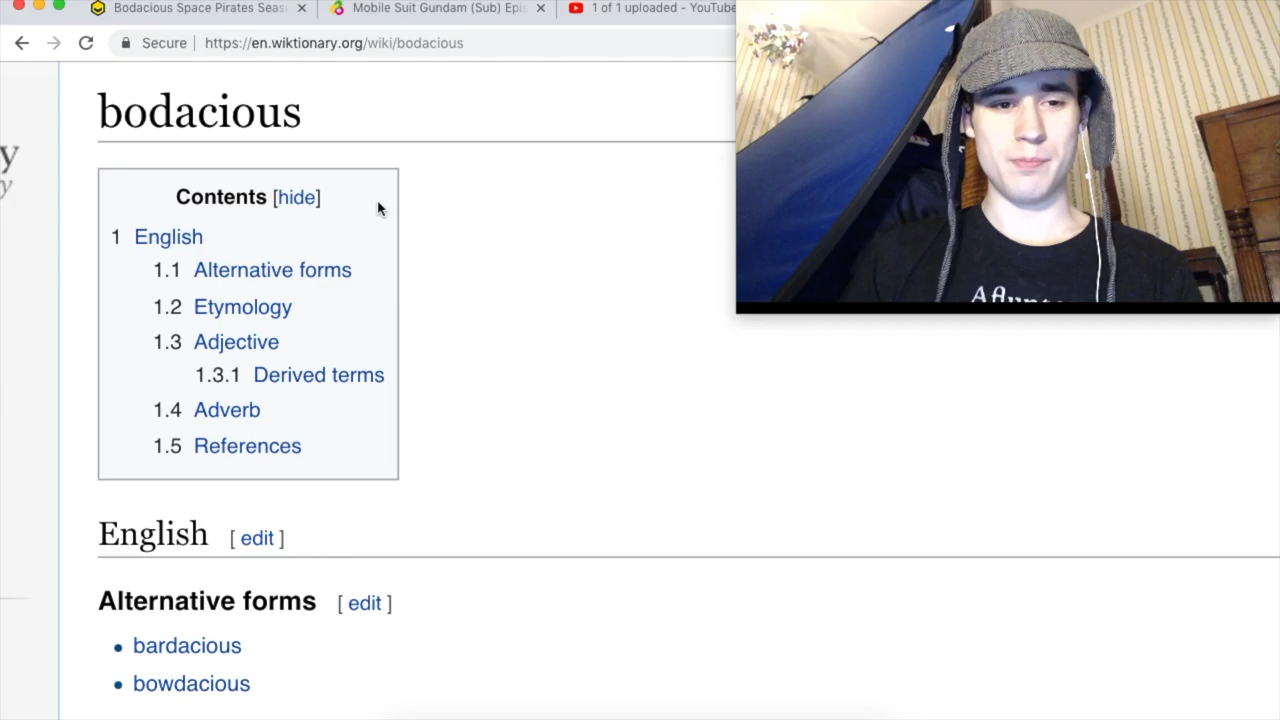 Bodacious Space Pirates Seas
Mobile Suit Gundam (Sub) Epis
1 of 1 uploaded - YouTube
Secure https://en.wiktionary.org/wiki/bodacious
bodacious
Contents [hide]
1 English
1.1 Alternative forms
1.2 Etymology
1.3 Adjective
1.3.1 Derived terms
1.4 Adverb
1.5 References
English [ edit ]
Alternative forms [ edit ]
• bardacious
• bowdacious
y
y